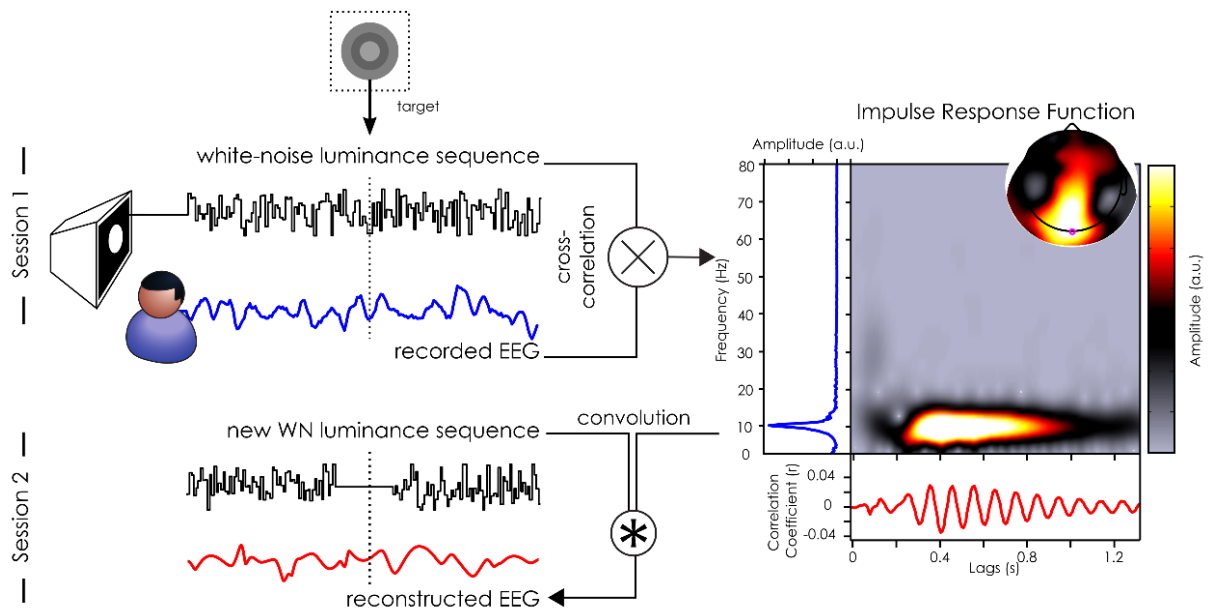 target
Session 1
white-noise luminance sequence
cross-
correlation
recorded EEG
Session 2
new WN luminance sequence
convolution
*
reconstructed EEG
Impulse Response Function
Amplitude (a.u.)
Frequency (Hz)
80
70
60
50
40
30
20
10
0
Amplitude (a.u.)
Correlation
Coefficient (r)
0.04
0
-0.04
0 0.4 0.8 1.2
Lags (s)